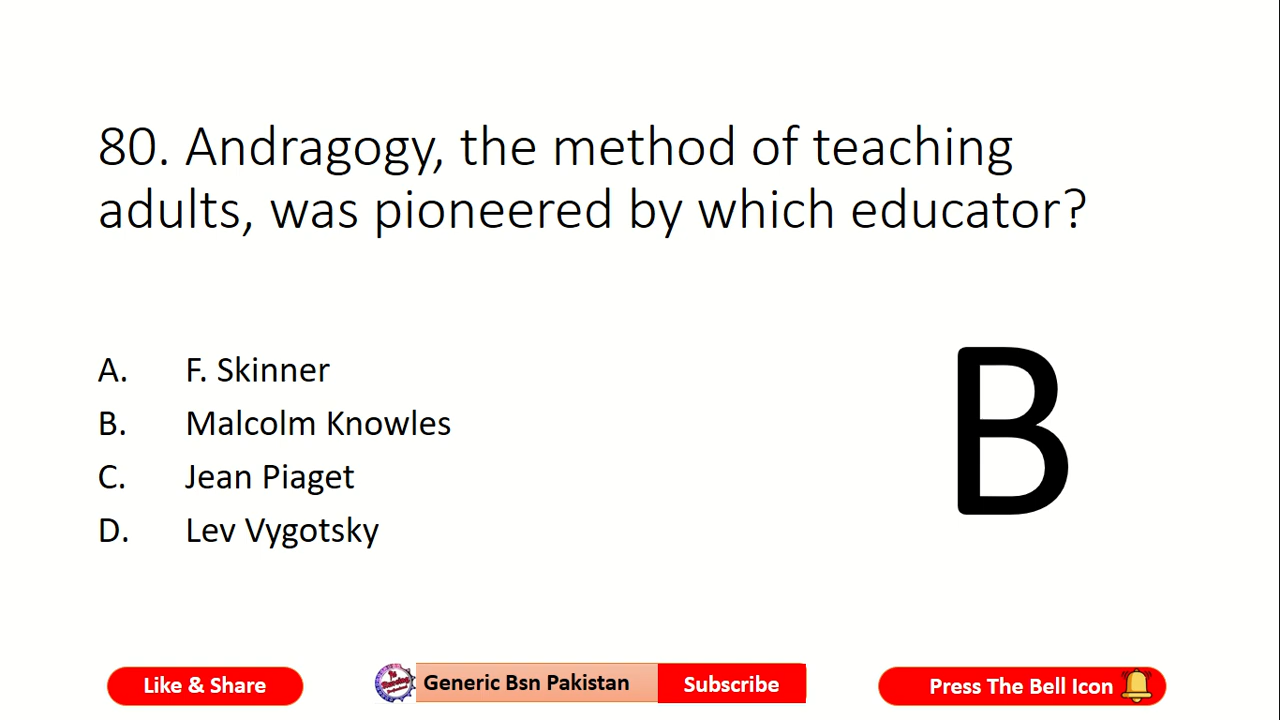 80. Andragogy, the method of teaching
adults, was pioneered by which educator?
A. F. Skinner
B. Malcolm Knowles
C. Jean Piaget
D. Lev Vygotsky
B
Like & Share
Generic Bsn Pakistan
Subscribe
Press The Bell Icon